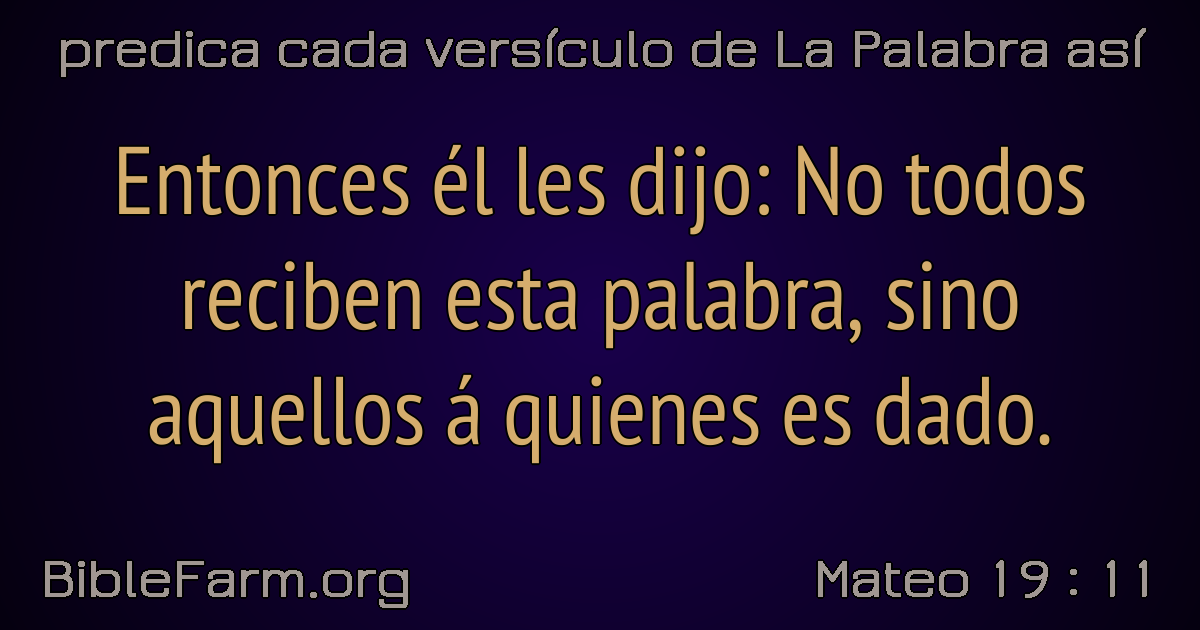 predica cada versículo de La Palabra así
Entonces él les dijo: No todos
reciben esta palabra, sino
aquellos á quienes es dado.
BibleFarm.org
Mateo 19 : 11